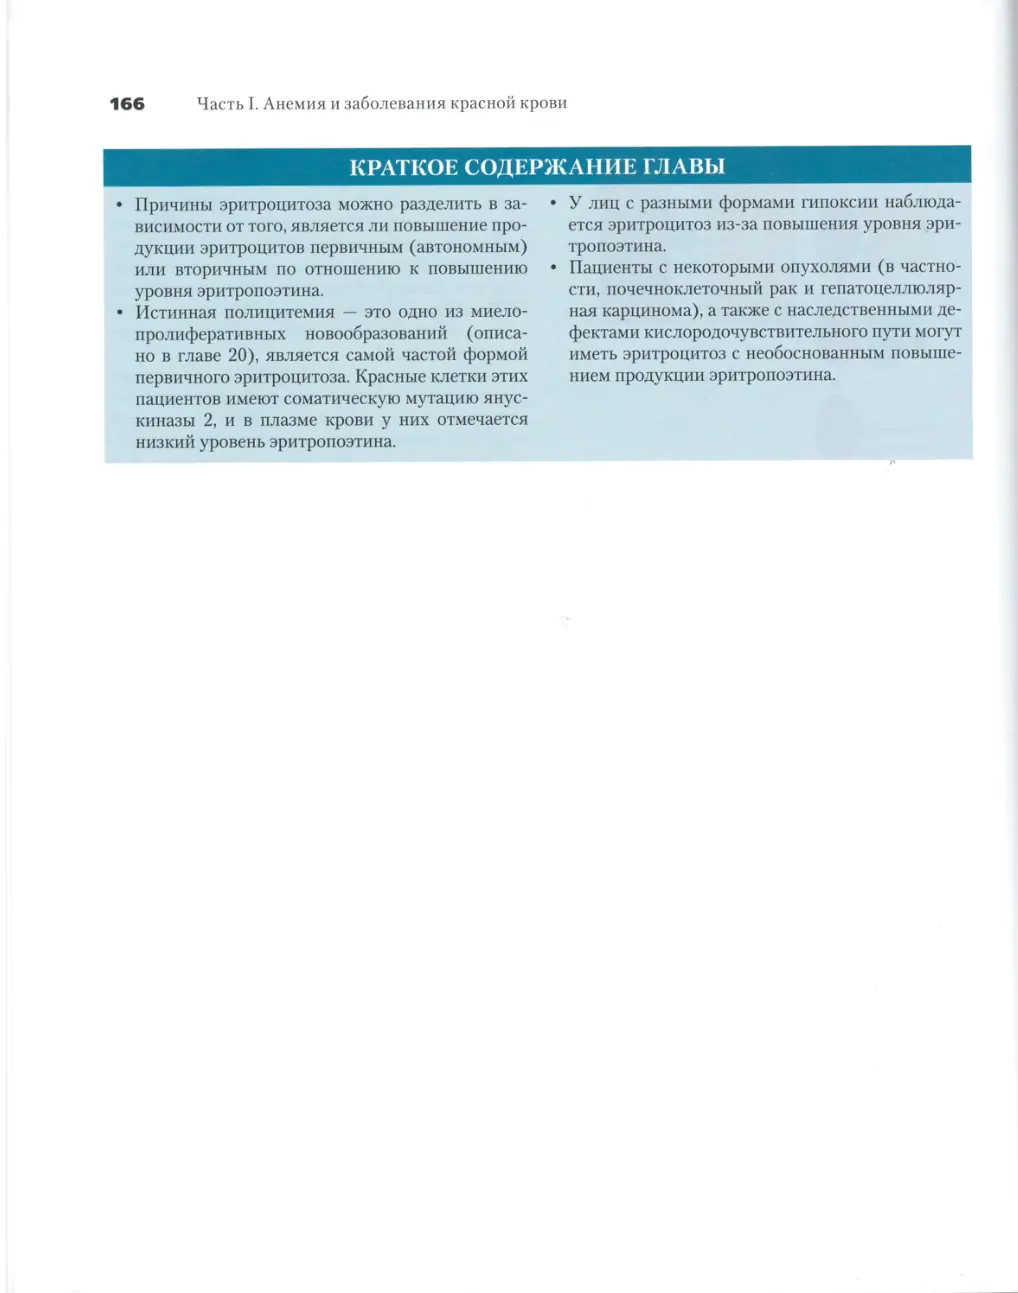 166 Часть I. Анемия и заболевания красной крови
КРАТКОЕ СОДЕРЖАНИЕ ГЛАВЫ
• Причины эритроцитоза можно разделить в за-
висимости от того, является ли повышение про-
дукции эритроцитов первичным (автономным)
или вторичным по отношению к повышению
уровня эритропоэтина.
• Истинная полицитемия — это одно из миело-
пролиферативных новообразований (описа-
но в главе 20), является самой частой формой
первичного эритроцитоза. Красные клетки этих
пациентов имеют соматическую мутацию янус-
киназы 2, и в плазме крови у них отмечается
низкий уровень эритропоэтина.
• У лиц с разными формами гипоксии наблюда-
ется эритроцитоз из-за повышения уровня эри-
тропоэтина.
• Пациенты с некоторыми опухолями (в частно-
сти, почечноклеточный рак и гепатоцеллюляр-
ная карцинома), а также с наследственными де-
фектами кислородочувствительного пути могут
иметь эритроцитоз с необоснованным повыше-
нием продукции эритропоэтина.